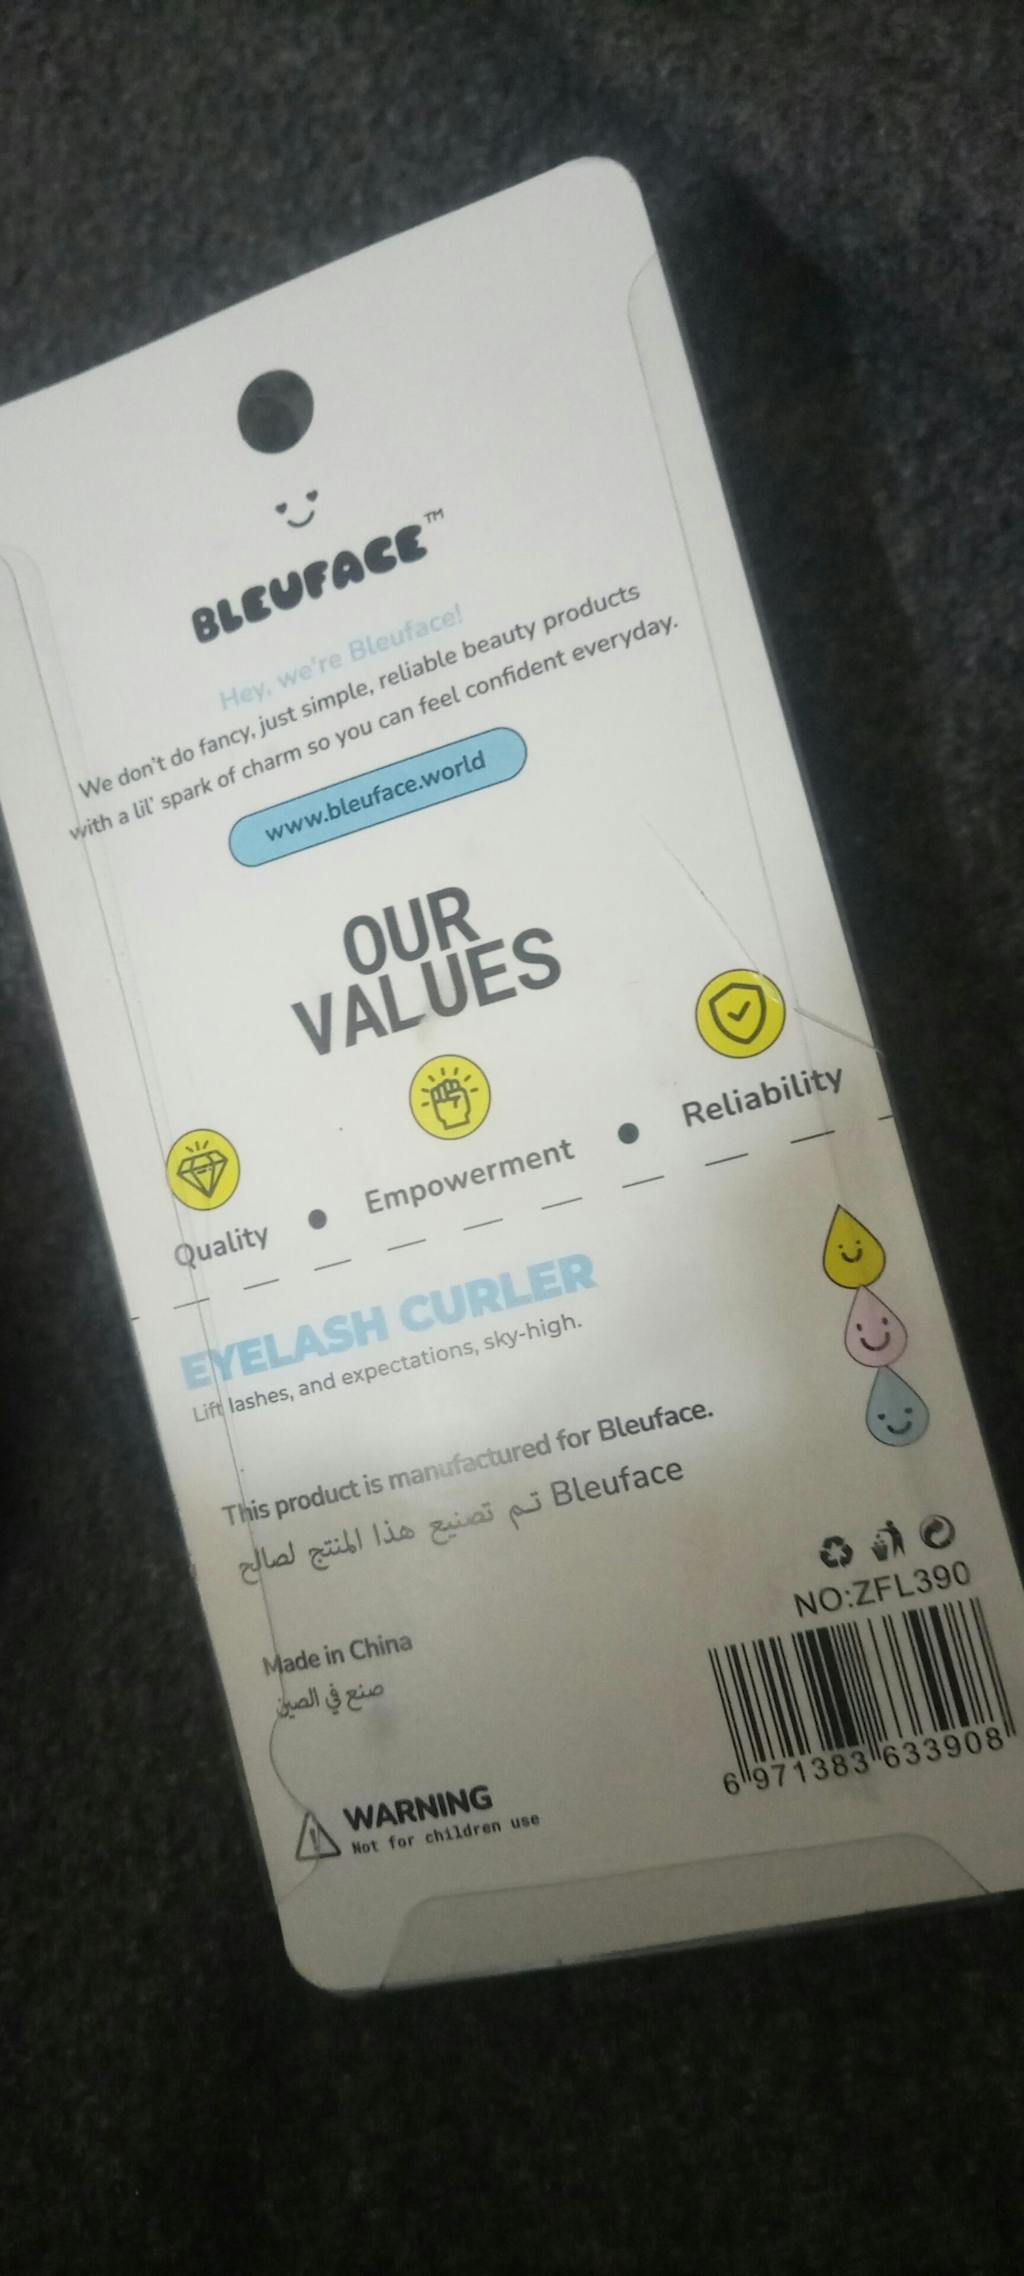 BLEUFACE™
Hey, we're Bleuface!
We don't do fancy, just simple, reliable beauty products
with a lil' spark of charm so you can feel confident everyday.
www.bleuface.world
OUR
VALUES
Quality • Empowerment • Reliability
EYELASH CURLER
Lift lashes, and expectations, sky-high.
This product is manufactured for Bleuface.
تم تصنيع هذا المنتج لصالح Bleuface
Made in China
صنع في الصين
NO:ZFL390
6 971383 633908
WARNING
Not for children use